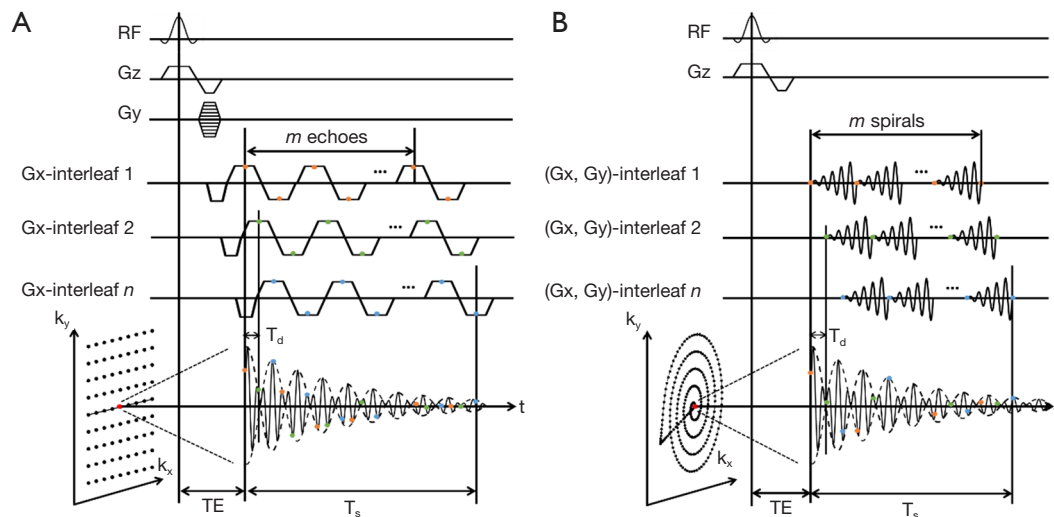 A
RF
Gz
Gy
m echoes
Gx-interleaf 1
...
Gx-interleaf 2
...
Gx-interleaf n
...
ky
Td
t
kx
TE
Ts
B
RF
Gz
m spirals
(Gx, Gy)-interleaf 1
...
(Gx, Gy)-interleaf 2
...
(Gx, Gy)-interleaf n
...
ky
Td
t
kx
TE
Ts